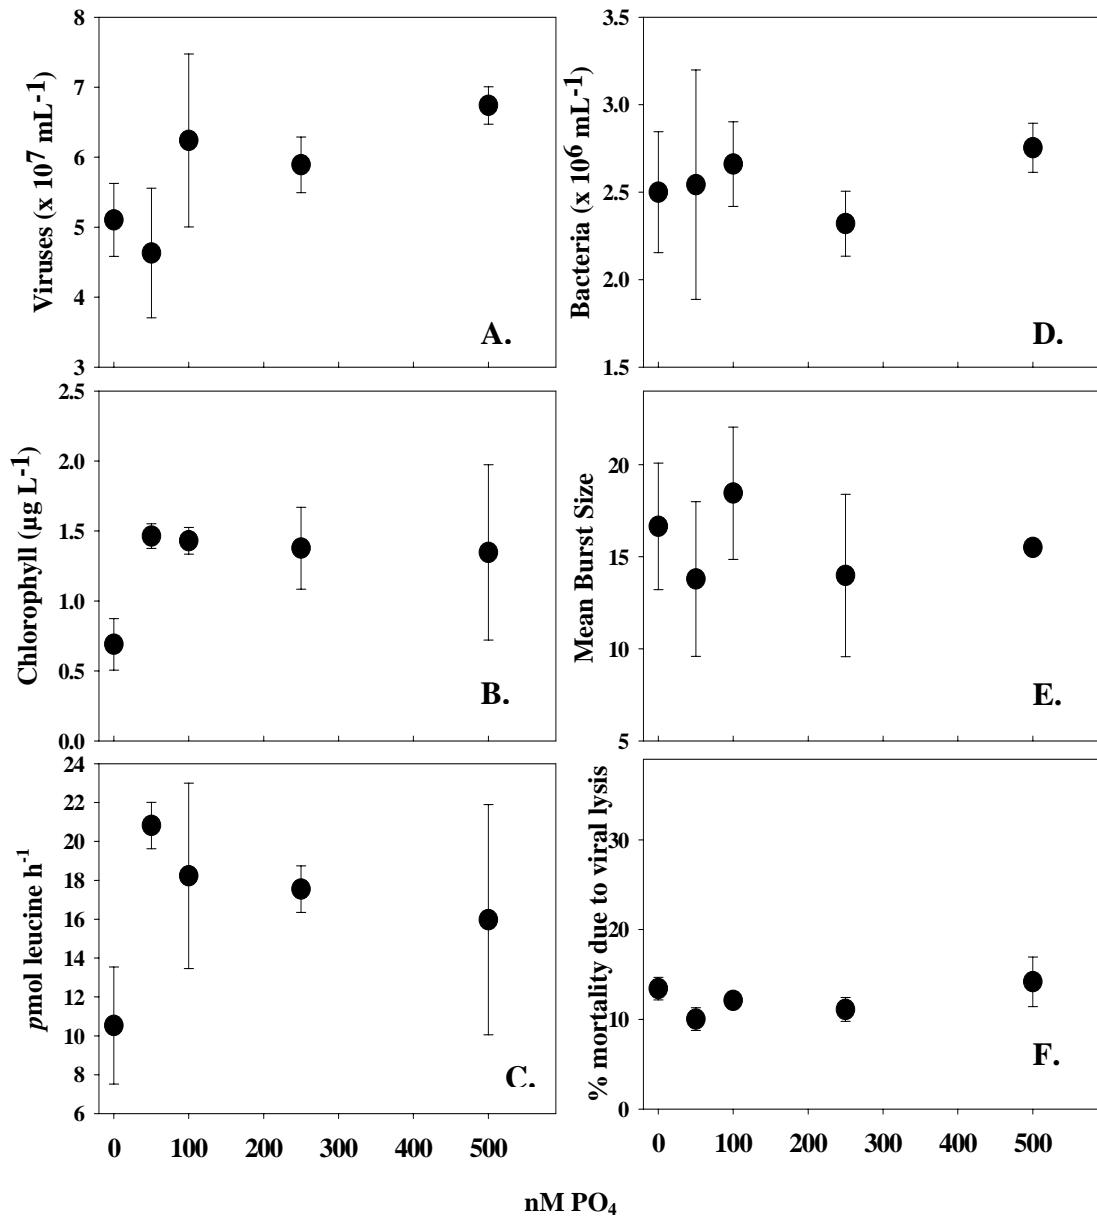 8
7
6
5
4
3
Viruses (x 10⁷ mL⁻¹)
A.
3.5
3.0
2.5
2.0
1.5
Bacteria (x 10⁶ mL⁻¹)
D.
2.5
2.0
1.5
1.0
0.5
0.0
Chlorophyll (µg L⁻¹)
B.
20
15
10
5
Mean Burst Size
E.
24
22
20
18
16
14
12
10
8
6
pmol leucine h⁻¹
C.
0 100 200 300 400 500
30
20
10
0
% mortality due to viral lysis
F.
0 100 200 300 400 500
nM PO₄